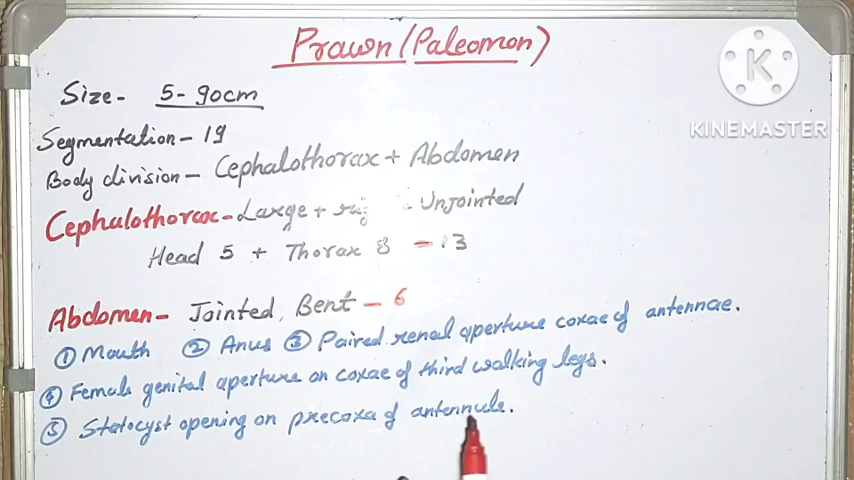 Prawn (Paleomon)
KINEMASTER
Size- 5-90cm
Segmentation - 19
Body division - Cephalothorax + Abdomen
Cephalothorax - Large + Unjointed
Head 5 + Thorax 8 - 13
Abdomen - Jointed, Bent - 6
① Mouth ② Anus ③ Paired renal aperture coxae of antennae.
④ Female genital aperture on coxae of third walking legs.
⑤ Statocyst opening on precoxa of antennule.